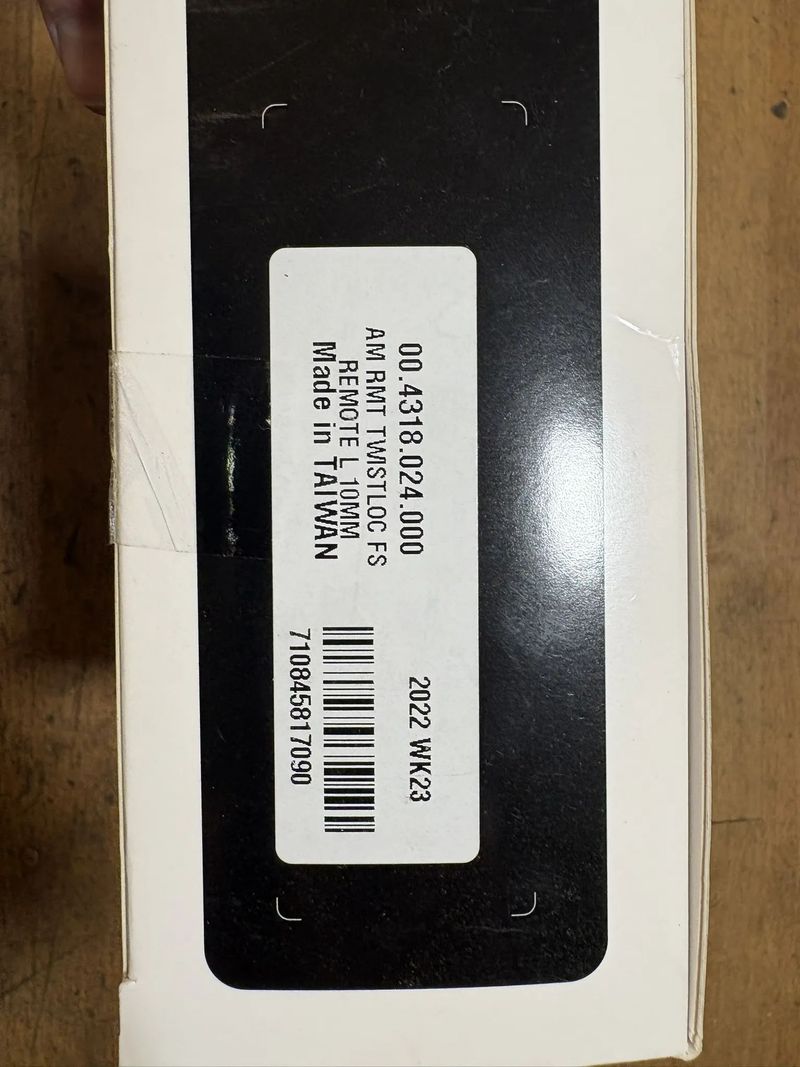 00.4318.024.000
AM RMT TWISTLOC FS
REMOTE L 10MM
Made in TAIWAN
2022 WK23
710845817090